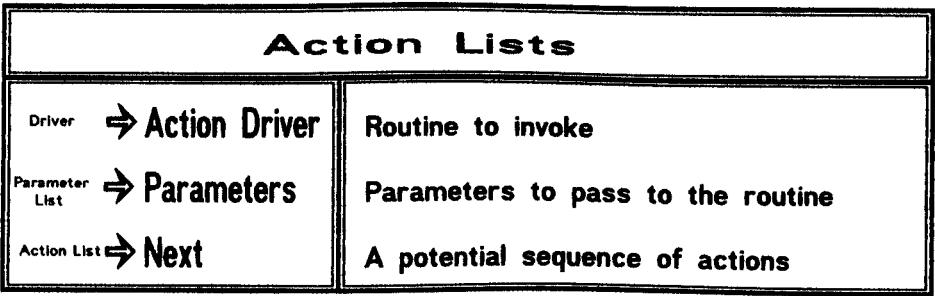 Action Lists
Driver ⇒ Action Driver Routine to invoke
Parameter List ⇒ Parameters Parameters to pass to the routine
Action List ⇒ Next A potential sequence of actions